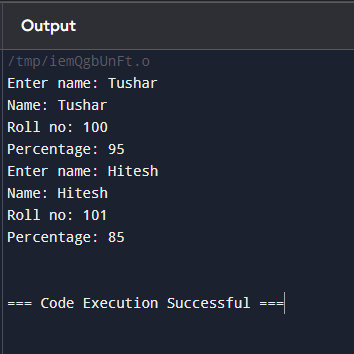 Output
/tmp/iemQgbUnFt.o
Enter name: Tushar
Name: Tushar
Roll no: 100
Percentage: 95
Enter name: Hitesh
Name: Hitesh
Roll no: 101
Percentage: 85
=== Code Execution Successful ===